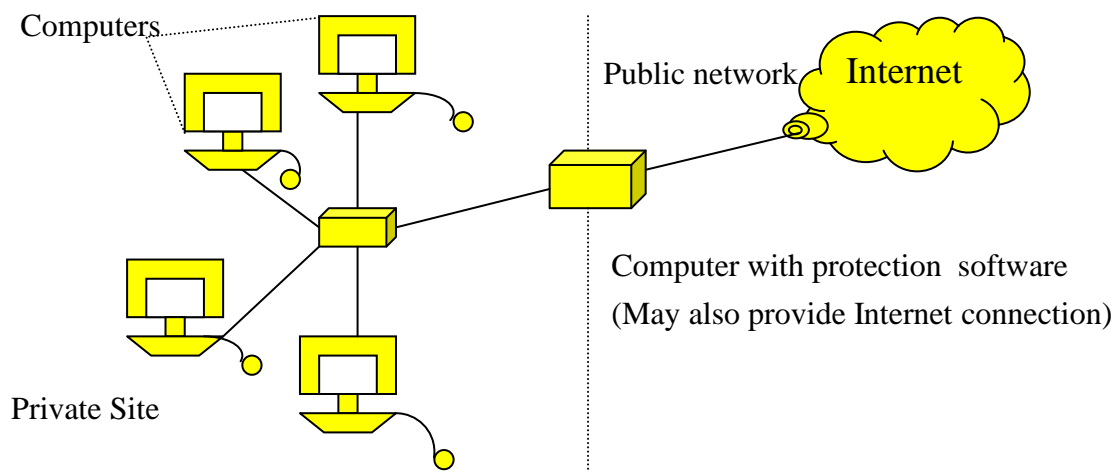 Computers
Public network
Internet
Computer with protection software
(May also provide Internet connection)
Private Site